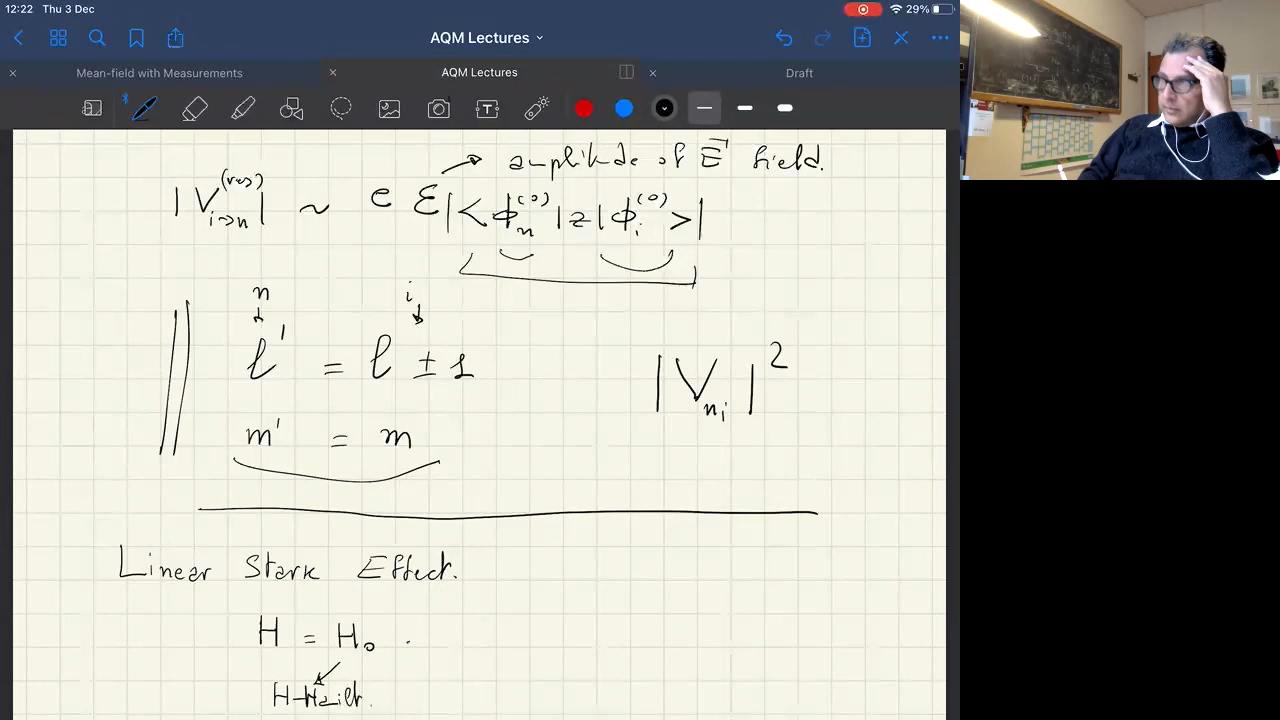 12:22 Thu 3 Dec 29%
AQM Lectures
Mean-field with Measurements AQM Lectures Draft
→ amplitude of E⃗ field.
|V_{i→n}^{(res)}| ~ e ℰ |<ϕ_n^{(0)}|z|ϕ_i^{(0)}>|
n i
l' = l ± 1
|V_{ni}|^2
m' = m
Linear Stark Effect.
H = H_0 .